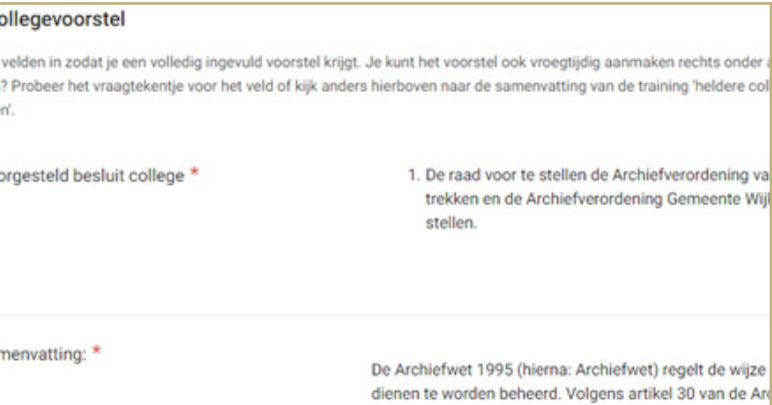 ollegevoorstel
velden in zodat je een volledig ingevuld voorstel krijgt. Je kunt het voorstel ook vroegtijdig aanmaken rechts onder
? Probeer het vraagtekentje voor het veld of kijk anders hierboven naar de samenvatting van de training 'heldere col
n'.
orgesteld besluit college *
1. De raad voor te stellen de Archiefverordening va
trekken en de Archiefverordening Gemeente Wij
stellen.
menvatting: *
De Archiefwet 1995 (hierna: Archiefwet) regelt de wijze
dienen te worden beheerd. Volgens artikel 30 van de Ar